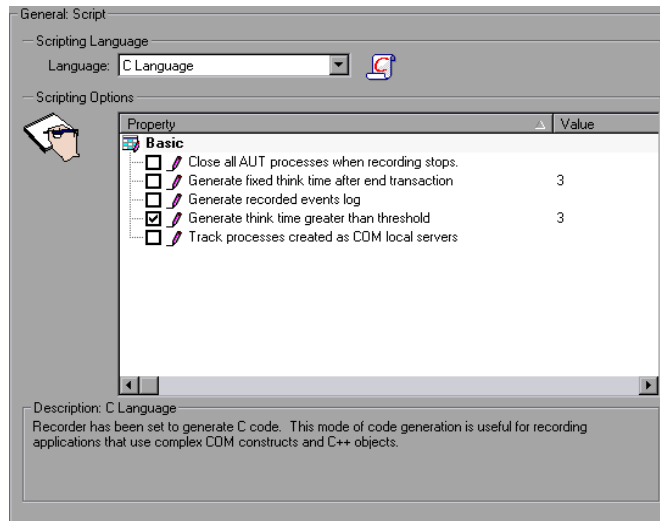 General: Script
Scripting Language
Language: C Language
Scripting Options
Property Value
Basic
Close all AUT processes when recording stops.
Generate fixed think time after end transaction 3
Generate recorded events log
Generate think time greater than threshold 3
Track processes created as COM local servers
Description: C Language
Recorder has been set to generate C code. This mode of code generation is useful for recording
applications that use complex COM constructs and C++ objects.